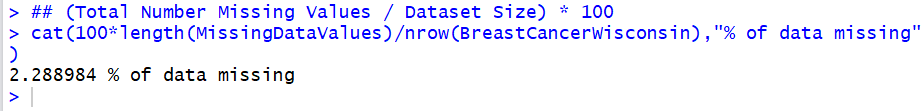 > ## (Total Number Missing Values / Dataset Size) * 100
> cat(100*length(MissingDataValues)/nrow(BreastCancerWisconsin),"% of data missing"
)
2.288984 % of data missing
>